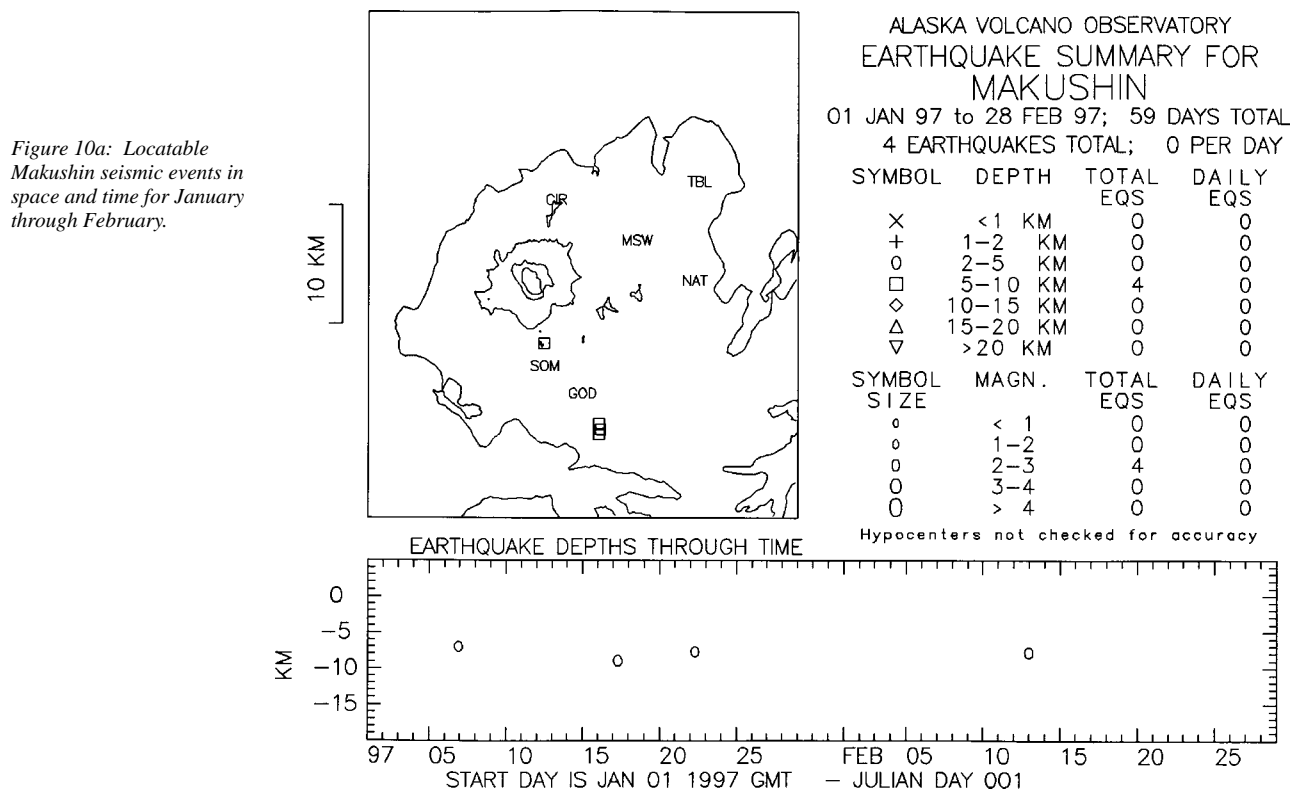 Figure 10a: Locatable
Makushin seismic events in
space and time for January
through February.
10 KM
CIR
TBL
MSW
NAT
SOM
GOD
ALASKA VOLCANO OBSERVATORY
EARTHQUAKE SUMMARY FOR
MAKUSHIN
01 JAN 97 to 28 FEB 97; 59 DAYS TOTAL
4 EARTHQUAKES TOTAL; 0 PER DAY
SYMBOL DEPTH TOTAL DAILY
EQS EQS
<1 KM 0 0
1-2 KM 0 0
2-5 KM 0 0
5-10 KM 4 0
10-15 KM 0 0
15-20 KM 0 0
>20 KM 0 0
SYMBOL MAGN. TOTAL DAILY
SIZE EQS EQS
< 1 0 0
1-2 0 0
2-3 4 0
3-4 0 0
> 4 0 0
Hypocenters not checked for accuracy
EARTHQUAKE DEPTHS THROUGH TIME
KM
0
-5
-10
-15
97 05 10 15 20 25 FEB 05 10 15 20 25
START DAY IS JAN 01 1997 GMT - JULIAN DAY 001